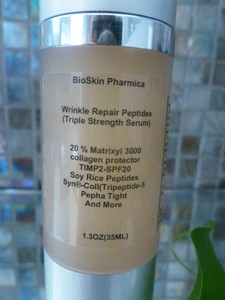 BioSkin Pharmica
Wrinkle Repair Peptides
(Triple Strength Serum)
20 % Matrixyl 3000
collagen protector
TIMP2-SPF20
Soy Rice Peptides
Syn®-Coll(Tripeptide-5
Pepha Tight
And More
1.3OZ(35ML)